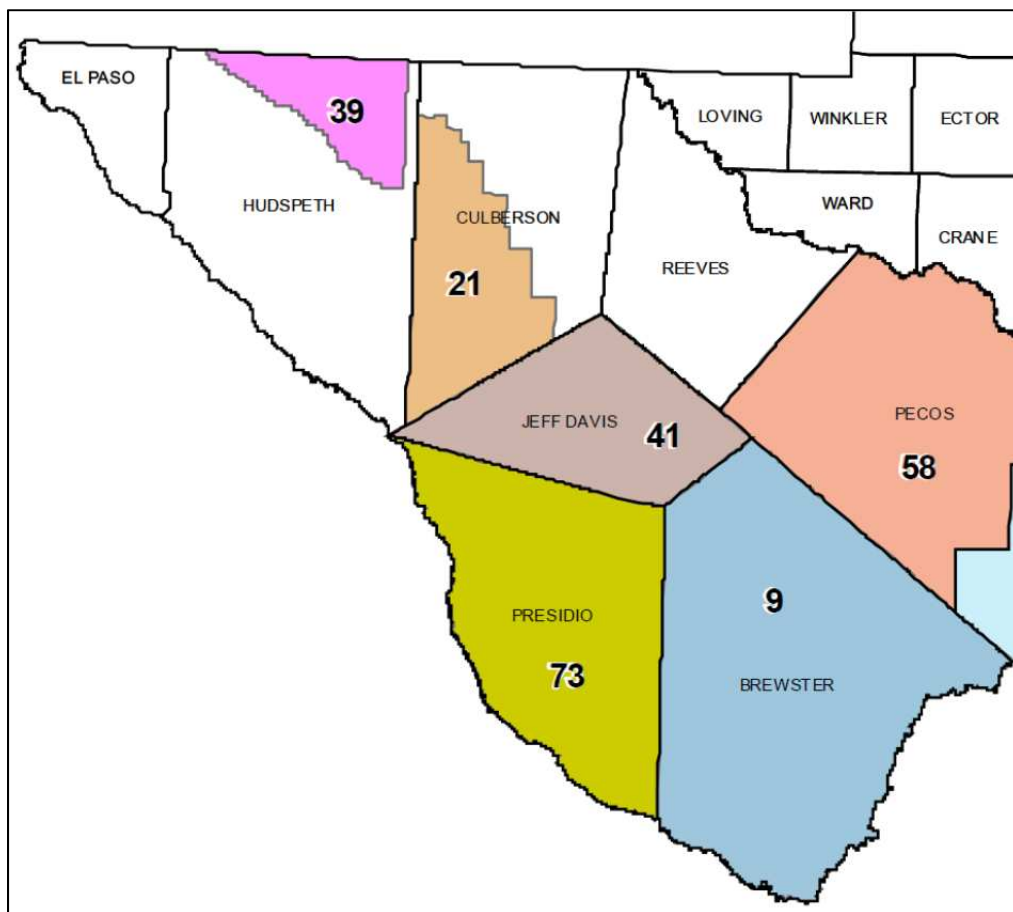 EL PASO
39
LOVING
WINKLER
ECTOR
HUDSPETH
CULBERSON
WARD
CRANE
REEVES
21
JEFF DAVIS
41
PECOS
58
9
PRESIDIO
73
BREWSTER